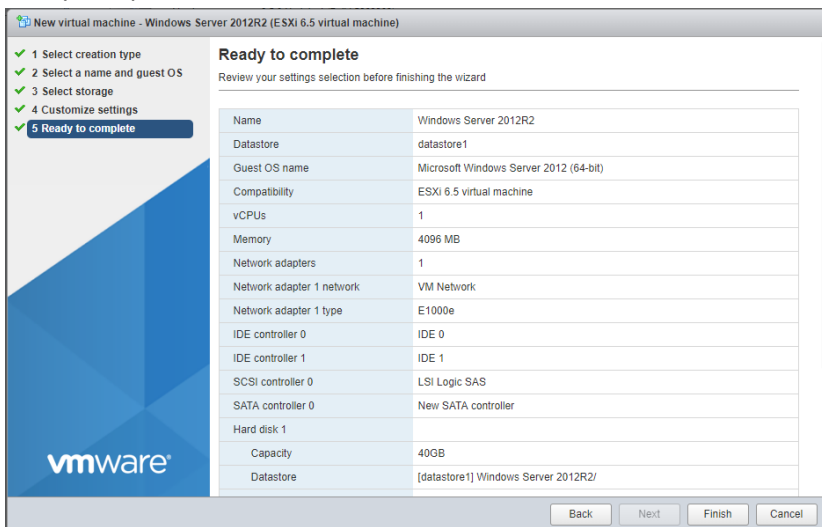 New virtual machine - Windows Server 2012R2 (ESXi 6.5 virtual machine)
1 Select creation type
2 Select a name and guest OS
3 Select storage
4 Customize settings
5 Ready to complete
Ready to complete
Review your settings selection before finishing the wizard
Name Windows Server 2012R2
Datastore datastore1
Guest OS name Microsoft Windows Server 2012 (64-bit)
Compatibility ESXi 6.5 virtual machine
vCPUs 1
Memory 4096 MB
Network adapters 1
Network adapter 1 network VM Network
Network adapter 1 type E1000e
IDE controller 0 IDE 0
IDE controller 1 IDE 1
SCSI controller 0 LSI Logic SAS
SATA controller 0 New SATA controller
Hard disk 1
Capacity 40GB
Datastore [datastore1] Windows Server 2012R2/
vmware®
Back Next Finish Cancel